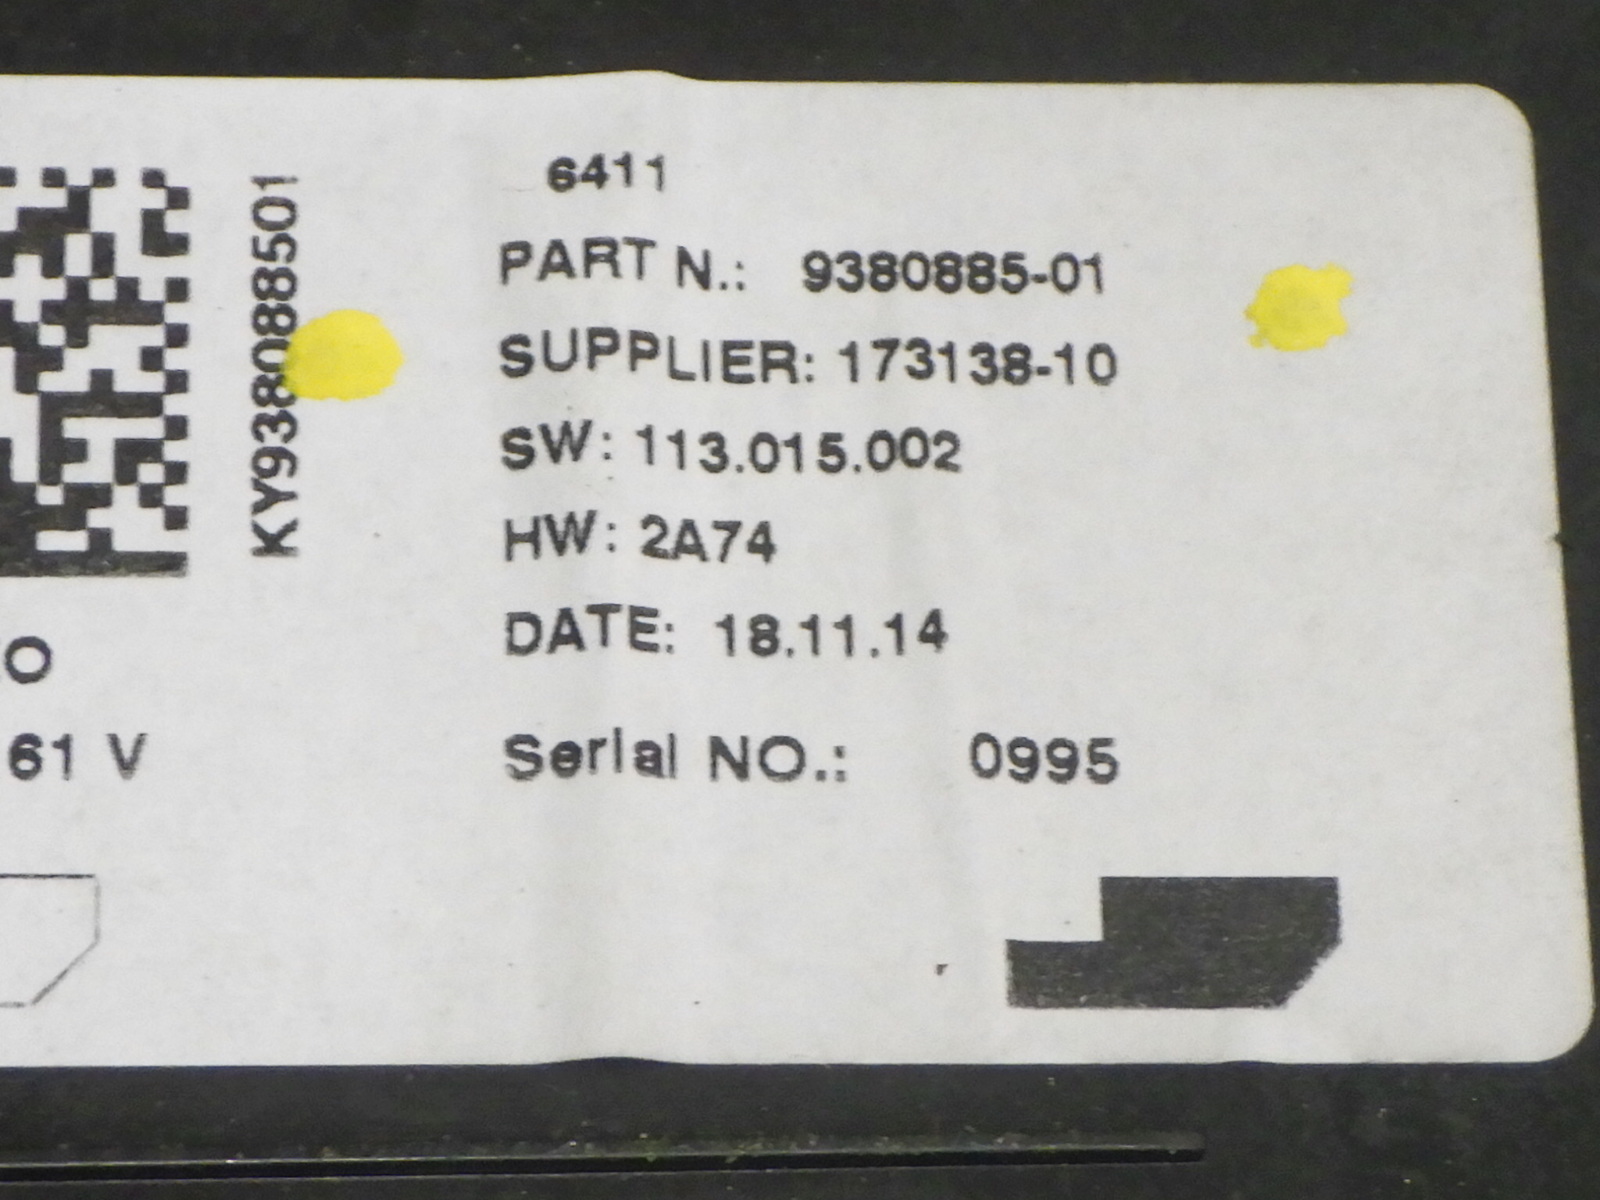 6411
PART N.: 9380885-01
SUPPLIER: 173138-10
SW: 113.015.002
HW: 2A74
DATE: 18.11.14
Serial NO.: 0995
KY938088501
O
61 V